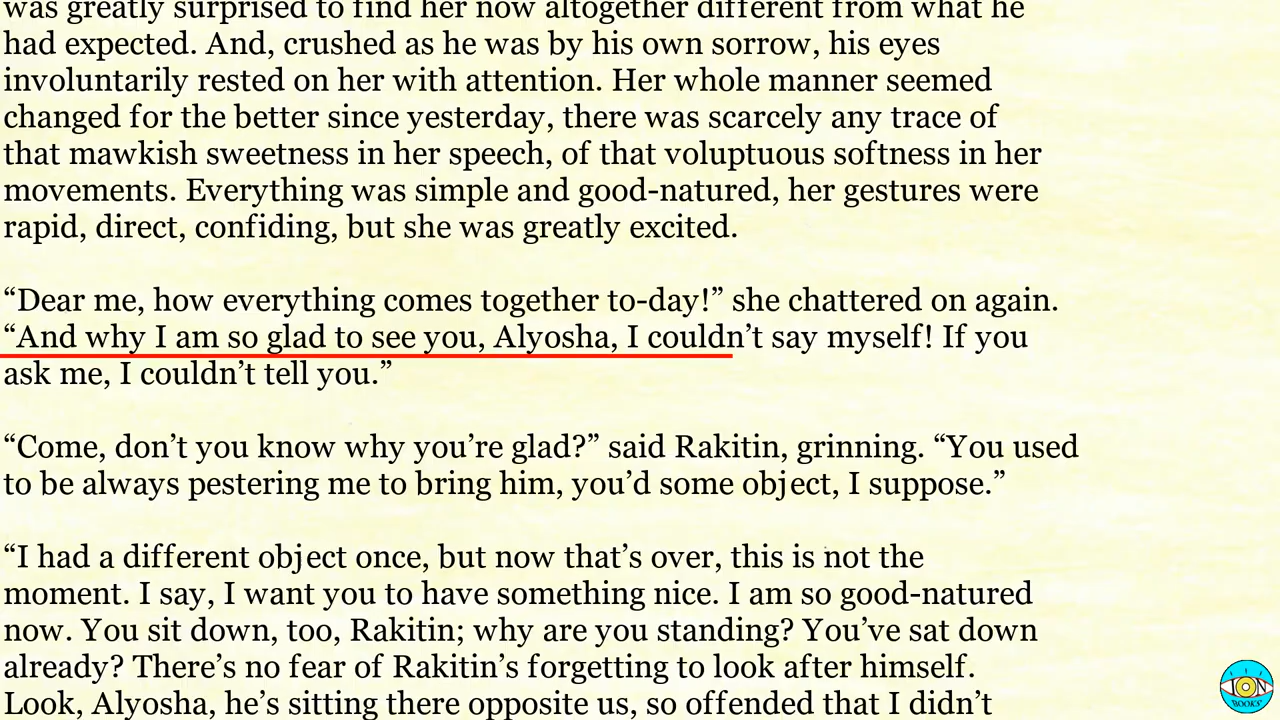 was greatly surprised to find her now altogether different from what he
had expected. And, crushed as he was by his own sorrow, his eyes
involuntarily rested on her with attention. Her whole manner seemed
changed for the better since yesterday, there was scarcely any trace of
that mawkish sweetness in her speech, of that voluptuous softness in her
movements. Everything was simple and good-natured, her gestures were
rapid, direct, confiding, but she was greatly excited.
“Dear me, how everything comes together to-day!” she chattered on again.
“And why I am so glad to see you, Alyosha, I couldn’t say myself! If you
ask me, I couldn’t tell you.”
“Come, don’t you know why you’re glad?” said Rakitin, grinning. “You used
to be always pestering me to bring him, you’d some object, I suppose.”
“I had a different object once, but now that’s over, this is not the
moment. I say, I want you to have something nice. I am so good-natured
now. You sit down, too, Rakitin; why are you standing? You’ve sat down
already? There’s no fear of Rakitin’s forgetting to look after himself.
Look, Alyosha, he’s sitting there opposite us, so offended that I didn’t
ION
BOOKS